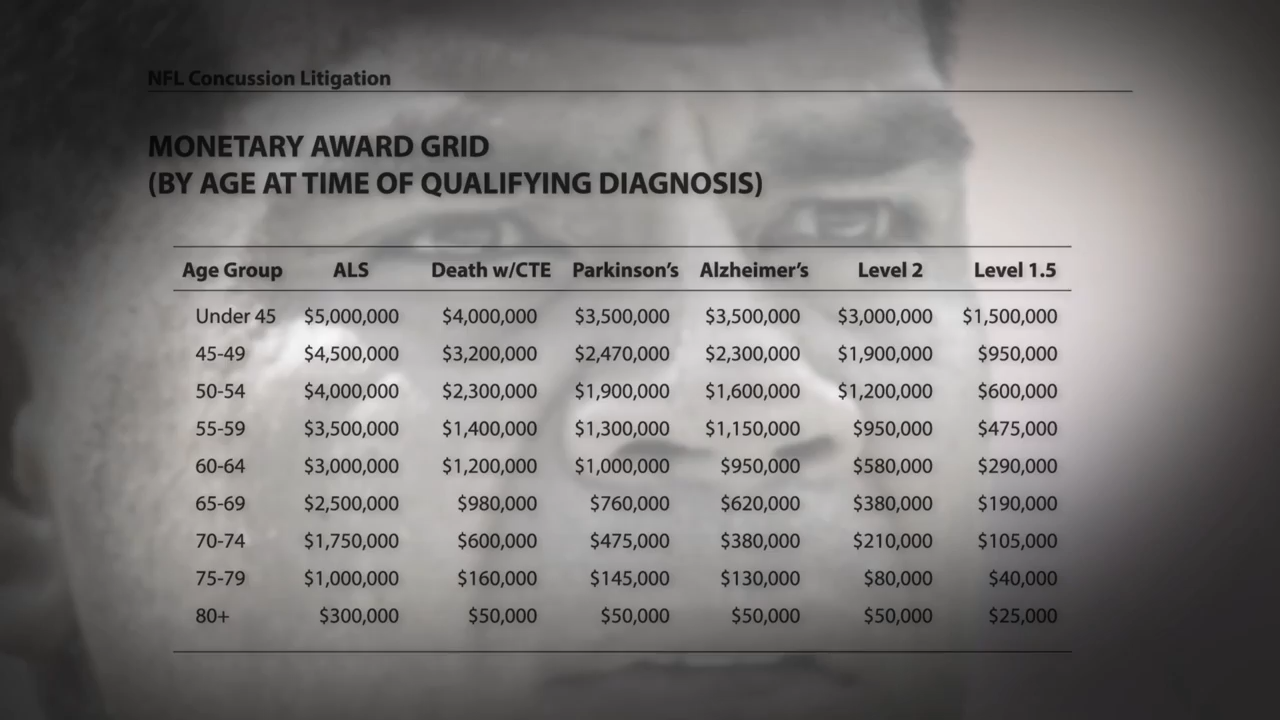 NFL Concussion Litigation
MONETARY AWARD GRID
(BY AGE AT TIME OF QUALIFYING DIAGNOSIS)
Age Group ALS Death w/CTE Parkinson’s Alzheimer’s Level 2 Level 1.5
Under 45 $5,000,000 $4,000,000 $3,500,000 $3,500,000 $3,000,000 $1,500,000
45-49 $4,500,000 $3,200,000 $2,470,000 $2,300,000 $1,900,000 $950,000
50-54 $4,000,000 $2,300,000 $1,900,000 $1,600,000 $1,200,000 $600,000
55-59 $3,500,000 $1,400,000 $1,300,000 $1,150,000 $950,000 $475,000
60-64 $3,000,000 $1,200,000 $1,000,000 $950,000 $580,000 $290,000
65-69 $2,500,000 $980,000 $760,000 $620,000 $380,000 $190,000
70-74 $1,750,000 $600,000 $475,000 $380,000 $210,000 $105,000
75-79 $1,000,000 $160,000 $145,000 $130,000 $80,000 $40,000
80+ $300,000 $50,000 $50,000 $50,000 $50,000 $25,000